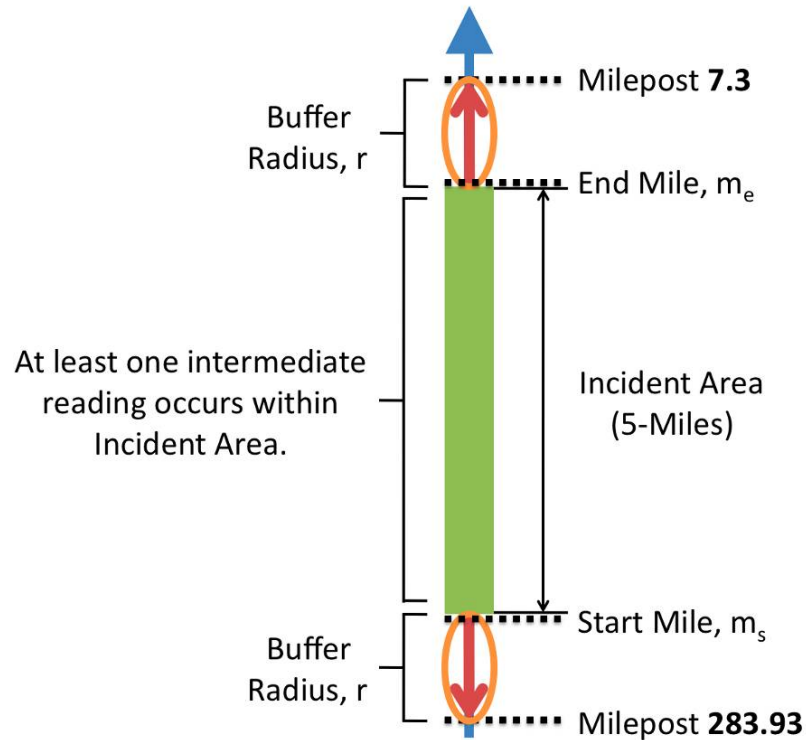 Milepost 7.3
Buffer
Radius, r
End Mile, mₑ
At least one intermediate
reading occurs within
Incident Area.
Incident Area
(5-Miles)
Start Mile, mₛ
Buffer
Radius, r
Milepost 283.93